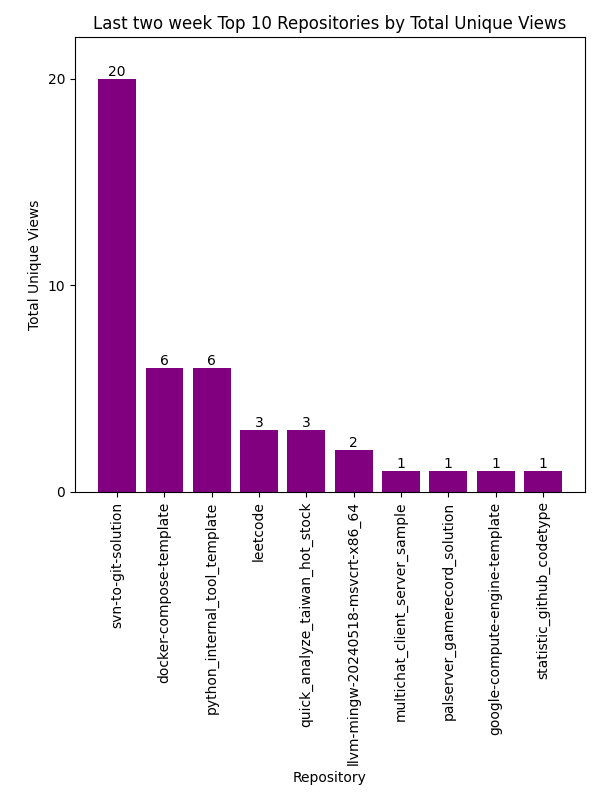 Last two week Top 10 Repositories by Total Unique Views
Total Unique Views
20
10
0
20
6
6
3
3
2
1
1
1
1
svn-to-git-solution
docker-compose-template
python_internal_tool_template
leetcode
quick_analyze_taiwan_hot_stock
llvm-mingw-20240518-msvcrt-x86_64
multichat_client_server_sample
palserver_gamerecord_solution
google-compute-engine-template
statistic_github_codetype
Repository